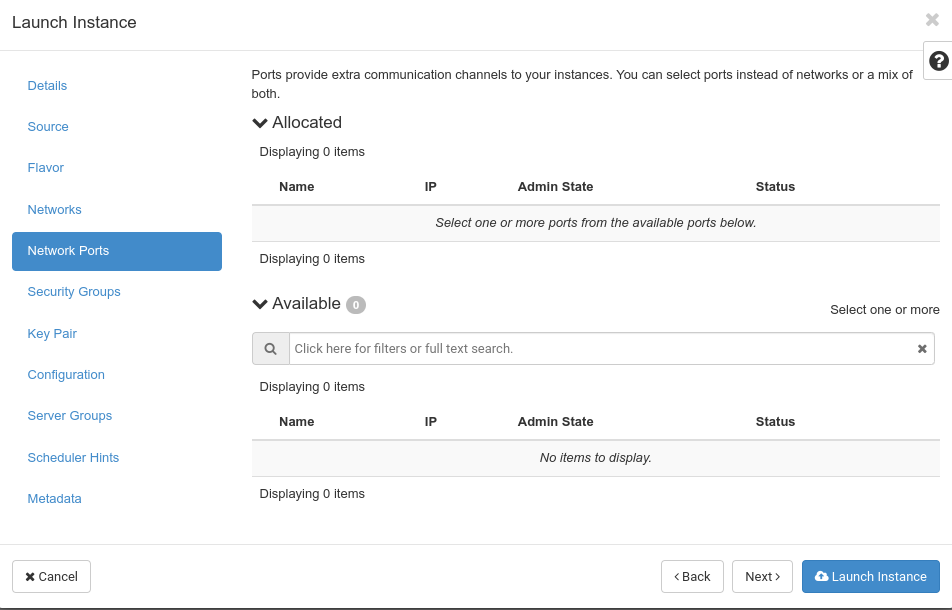 Launch Instance
Details
Source
Flavor
Networks
Network Ports
Security Groups
Key Pair
Configuration
Server Groups
Scheduler Hints
Metadata
Ports provide extra communication channels to your instances. You can select ports instead of networks or a mix of
both.
Allocated
Displaying 0 items
Name IP Admin State Status
Select one or more ports from the available ports below.
Displaying 0 items
Available 0
Select one or more
Click here for filters or full text search.
Displaying 0 items
Name IP Admin State Status
No items to display.
Displaying 0 items
Cancel
< Back
Next >
Launch Instance